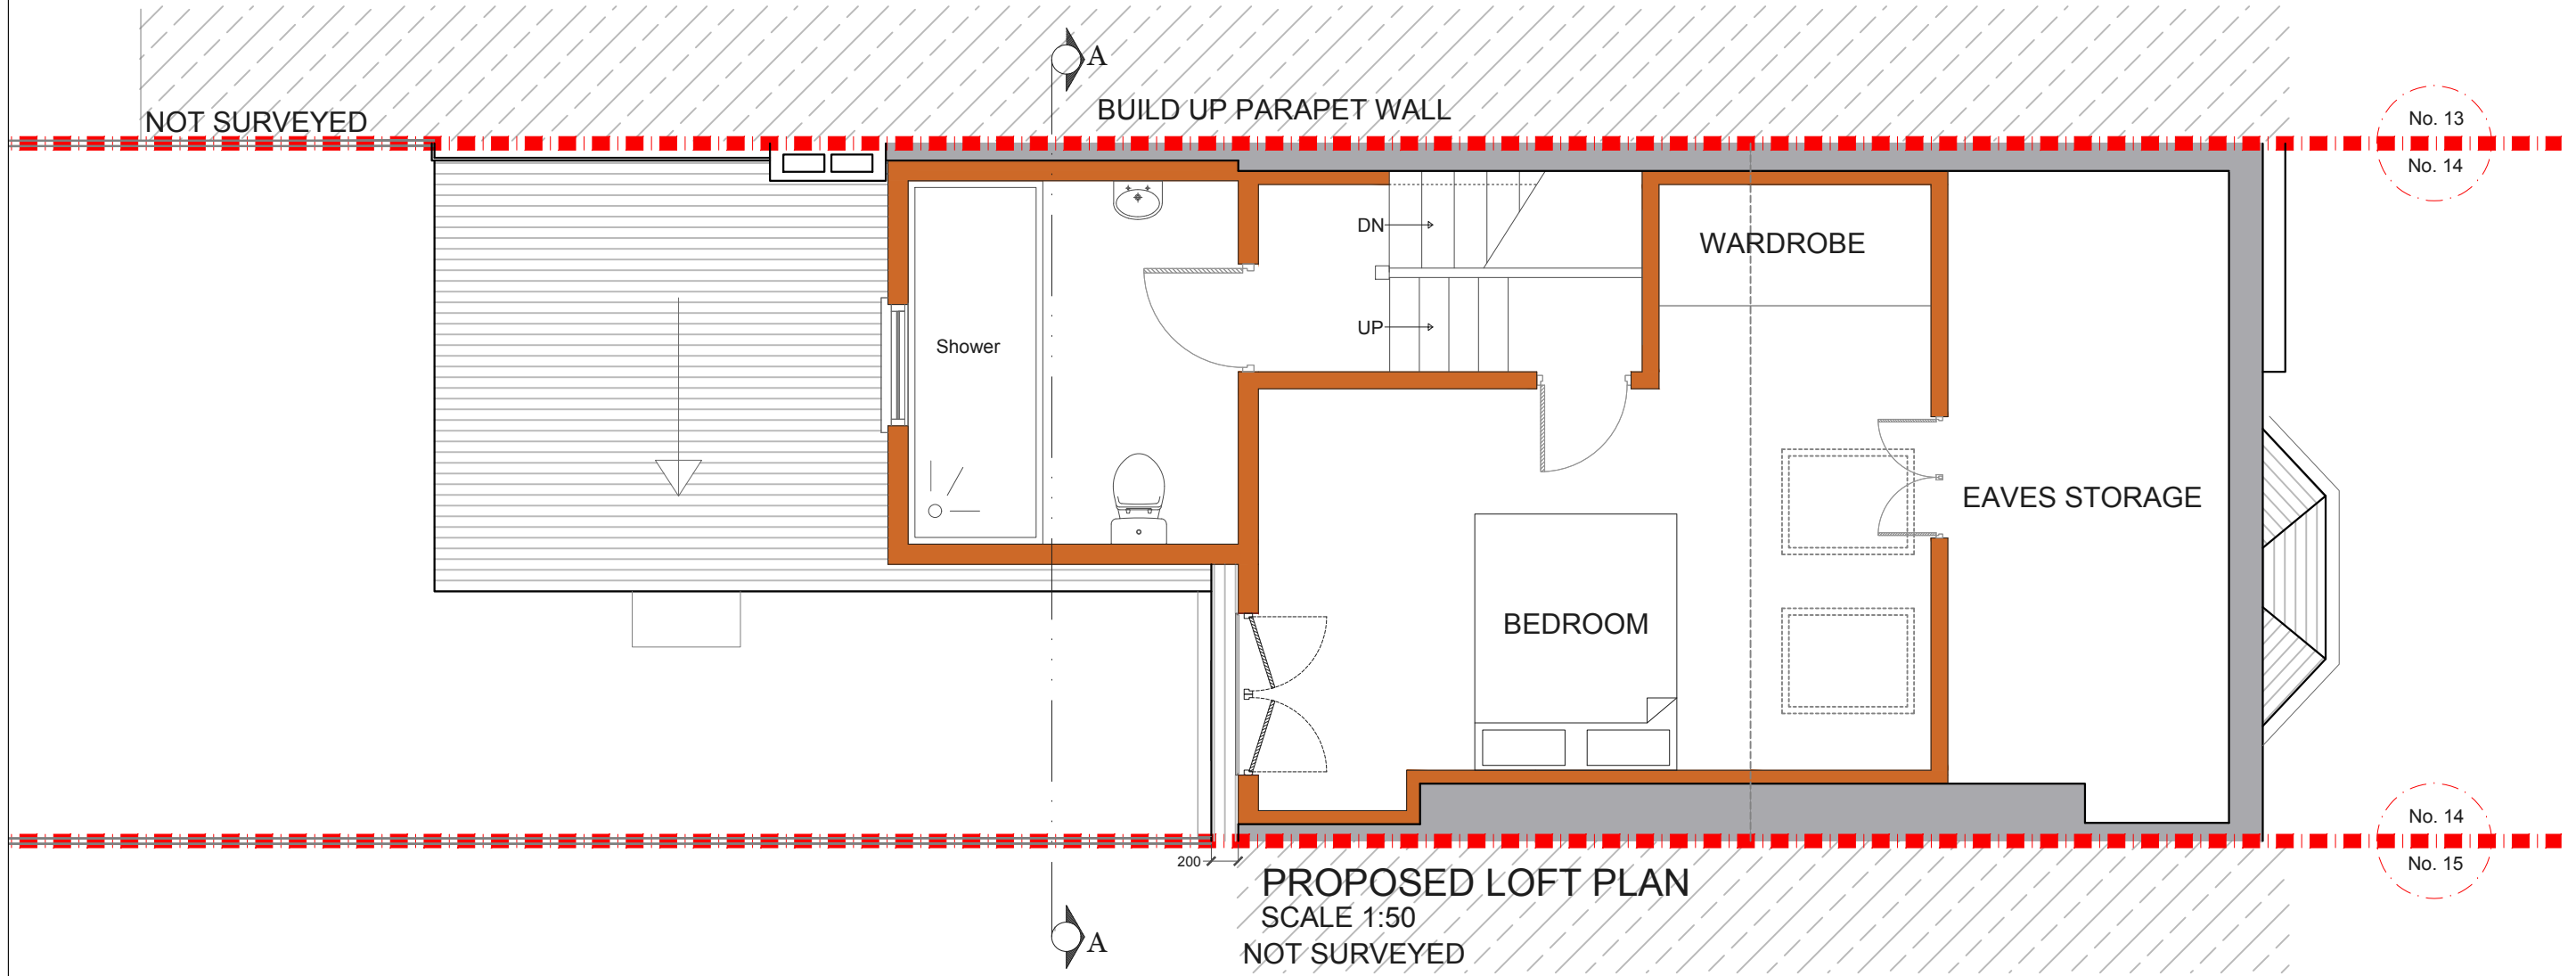 A
BUILD UP PARAPET WALL
NOT SURVEYED
No. 13
No. 14
DN
WARDROBE
UP
Shower
EAVES STORAGE
BEDROOM
No. 14
No. 15
200
PROPOSED LOFT PLAN
SCALE 1:50
A
NOT SURVEYED